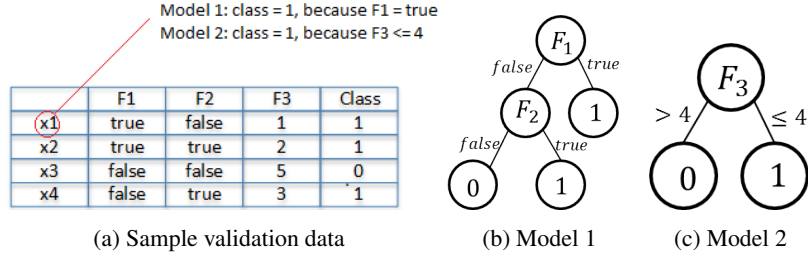 Model 1: class = 1, because F1 = true
Model 2: class = 1, because F3 <= 4
F1 F2 F3 Class
x1 true false 1 1
x2 true true 2 1
x3 false false 5 0
x4 false true 3 1
(a) Sample validation data
F1
false true
F2 1
false true
0 1
(b) Model 1
F3
> 4 ≤ 4
0 1
(c) Model 2